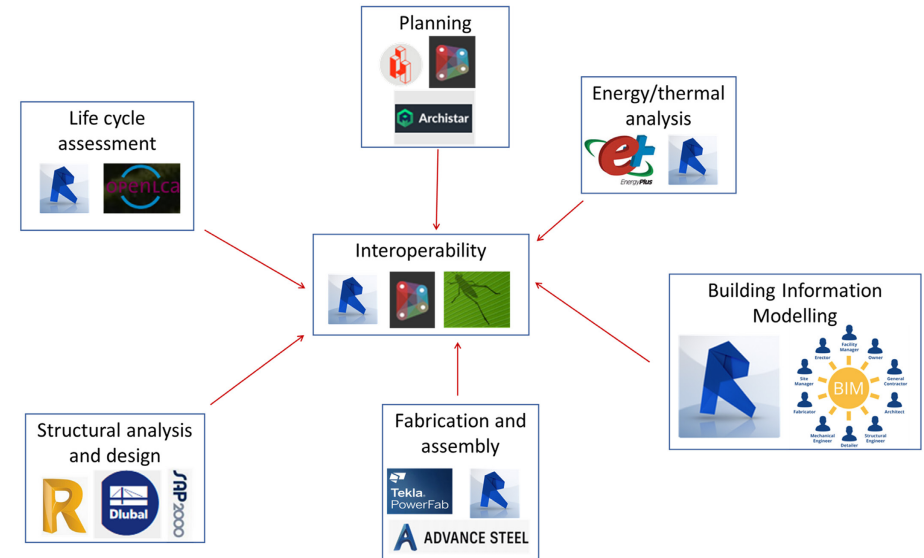 Planning
Archistar
Energy/thermal
analysis
e+
EnergyPlus
Life cycle
assessment
openLca
Interoperability
Building Information
Modelling
Facility
Manager
Erector
Owner
Site
Manager
General
Contractor
BIM
Fabricator
Architect
Mechanical
Engineer
Structural
Engineer
Detailer
Structural analysis
and design
R
Dlubal
SAP2000
Fabrication and
assembly
Tekla®
PowerFab
ADVANCE STEEL